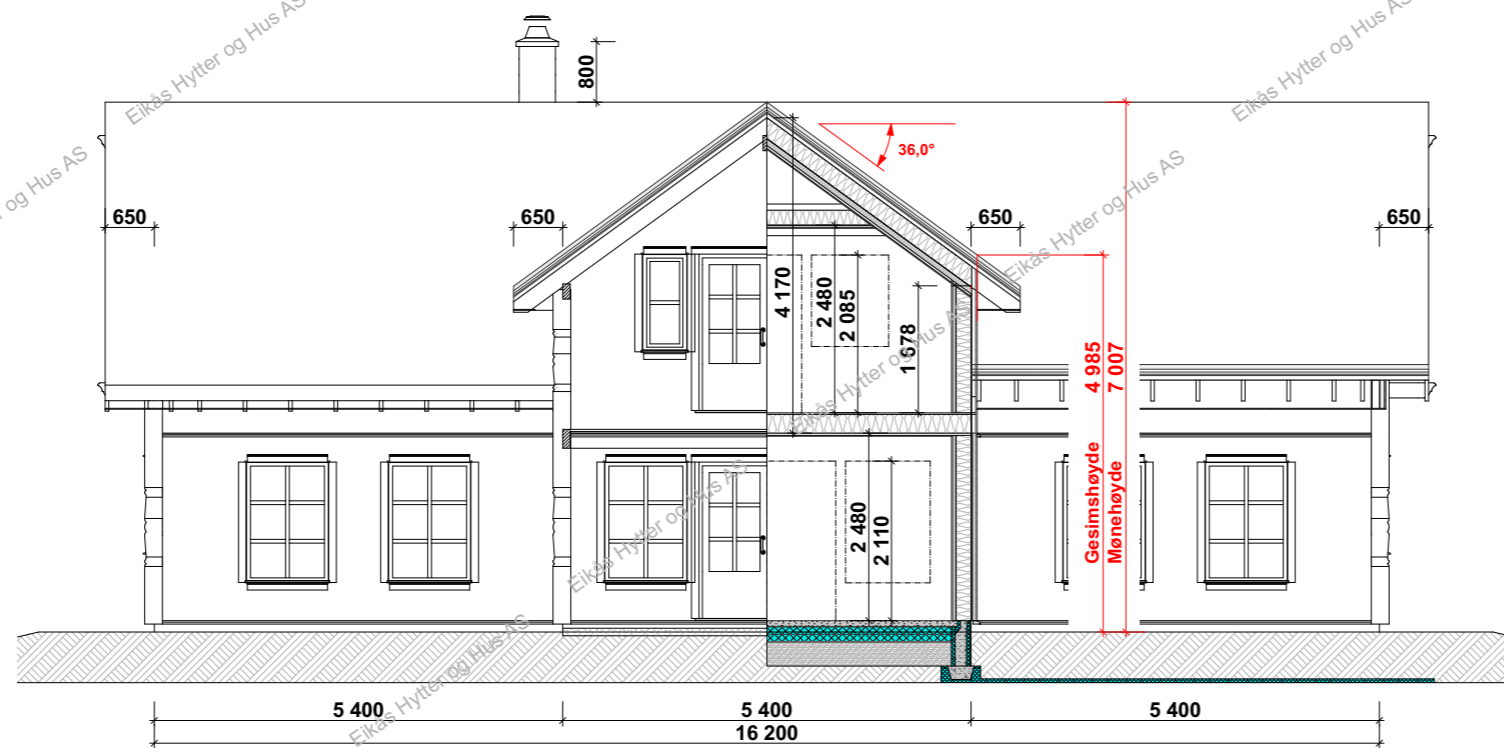 Eikås Hytter og Hus AS
Eikås Hytter og Hus AS
800
36,0°
r og Hus AS
Eikås Hytter og Hus AS
650
650
650
650
4 170
2 480
2 085
1 678
4 985
7 007
Eikås Hytter og Hus AS
Gesimshøyde
Mønehøyde
2 480
2 110
Eikås Hytter og Hus AS
Eikås Hytter og Hus AS
5 400
5 400
5 400
16 200